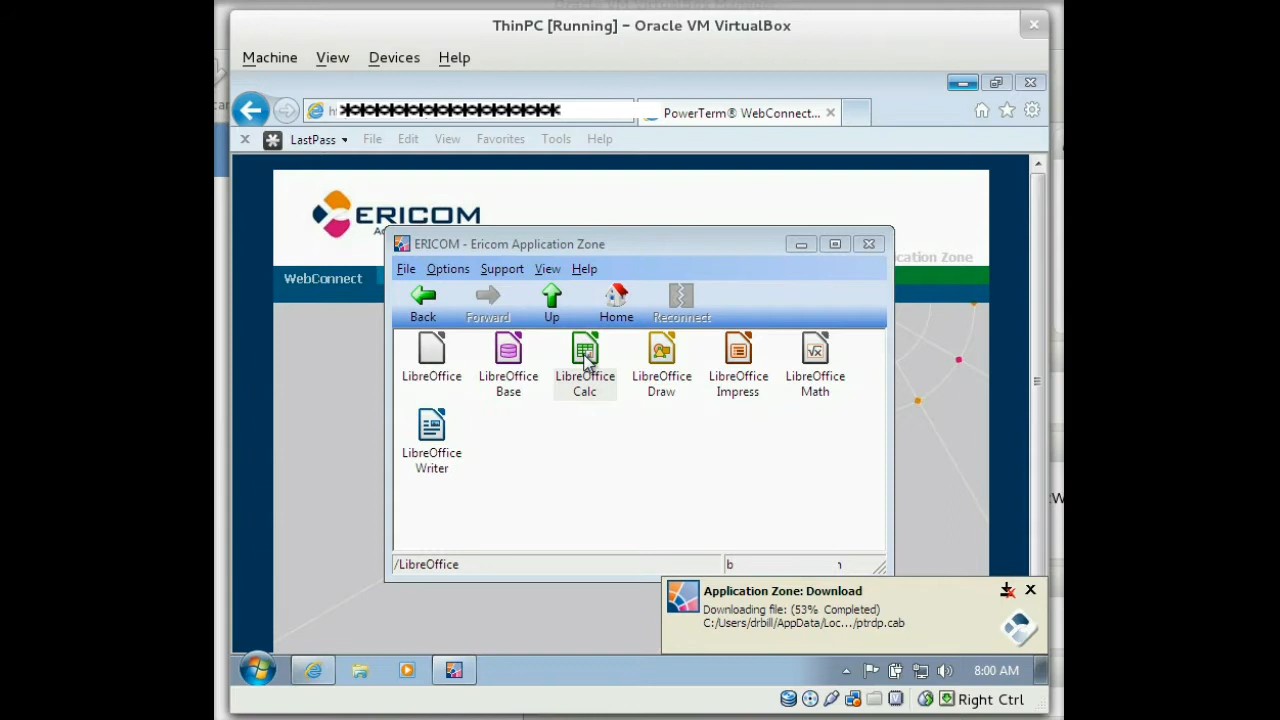 ThinPC [Running] – Oracle VM VirtualBox
Machine View Devices Help
PowerTerm® WebConnect...
LastPass File Edit View Favorites Tools Help
ERICOM
ERICOM - Ericom Application Zone
cation Zone
WebConnect
File Options Support View Help
Back Forward Up Home Reconnect
LibreOffice
LibreOffice Base
LibreOffice Calc
LibreOffice Draw
LibreOffice Impress
LibreOffice Math
LibreOffice Writer
/LibreOffice b
Application Zone: Download
Downloading file: (53% Completed)
C:/Users/drbill/AppData/Loc.../ptrdp.cab
8:00 AM
Right Ctrl